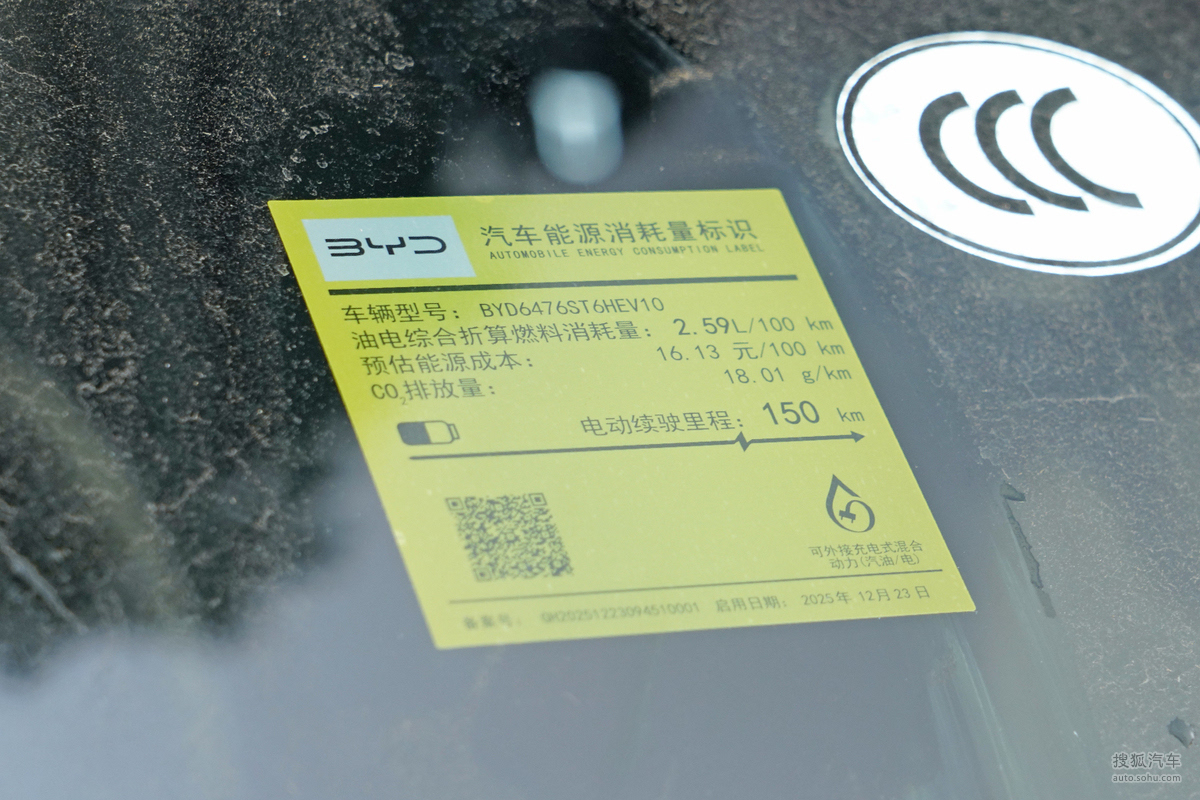 BYD
汽车能源消耗量标识
AUTOMOBILE ENERGY CONSUMPTION LABEL
CCC
车辆型号： BYD6476ST6HEV10
油电综合折算燃料消耗量： 2.59L/100 km
预估能源成本： 16.13 元/100 km
CO₂排放量： 18.01 g/km
电动续驶里程： 150 km
可外接充电式混合
动力(汽油/电)
备案号： QH20251223094510001 启用日期： 2025年 12月 23日
搜狐汽车
auto.sohu.com